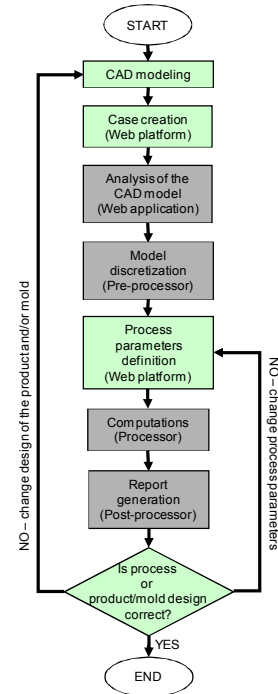 START
CAD modeling
Case creation
(Web platform)
Analysis of the
CAD model
(Web application)
Model
discretization
(Pre-processor)
Process
parameters
definition
(Web platform)
Computations
(Processor)
Report
generation
(Post-processor)
Is process
or
product/mold design
correct?
YES
END
NO – change design of the product and/or mold
NO – change process parameters